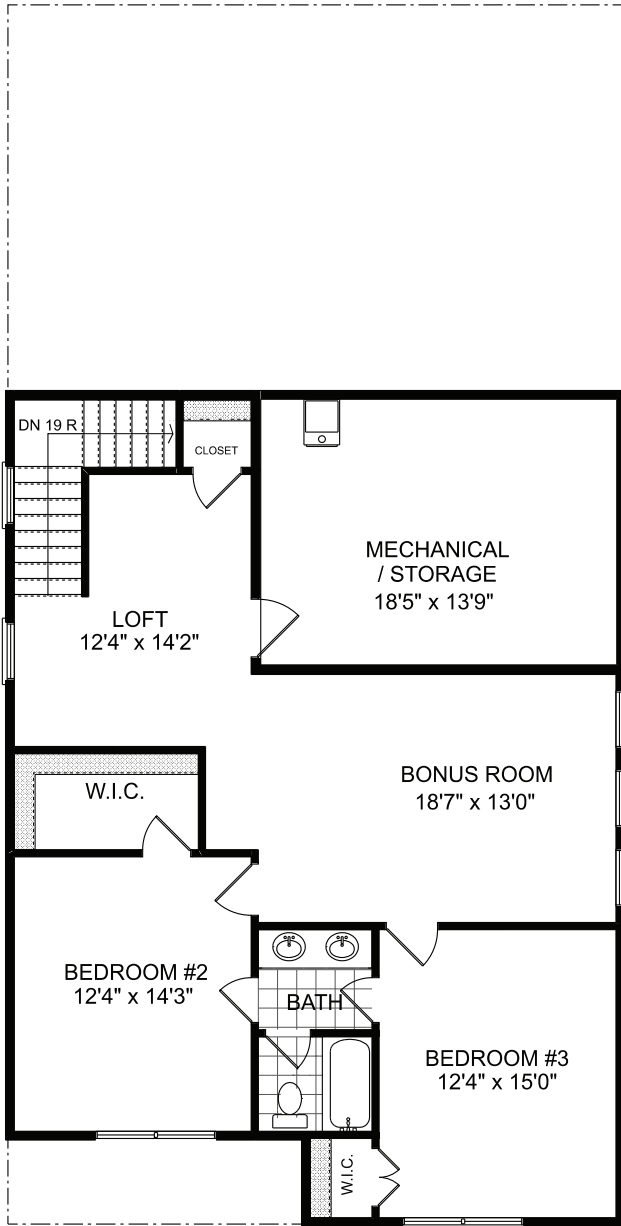 DN 19 R
CLOSET
MECHANICAL
/ STORAGE
18'5" x 13'9"
LOFT
12'4" x 14'2"
BONUS ROOM
18'7" x 13'0"
W.I.C.
BEDROOM #2
12'4" x 14'3"
BATH
BEDROOM #3
12'4" x 15'0"
W.I.C.